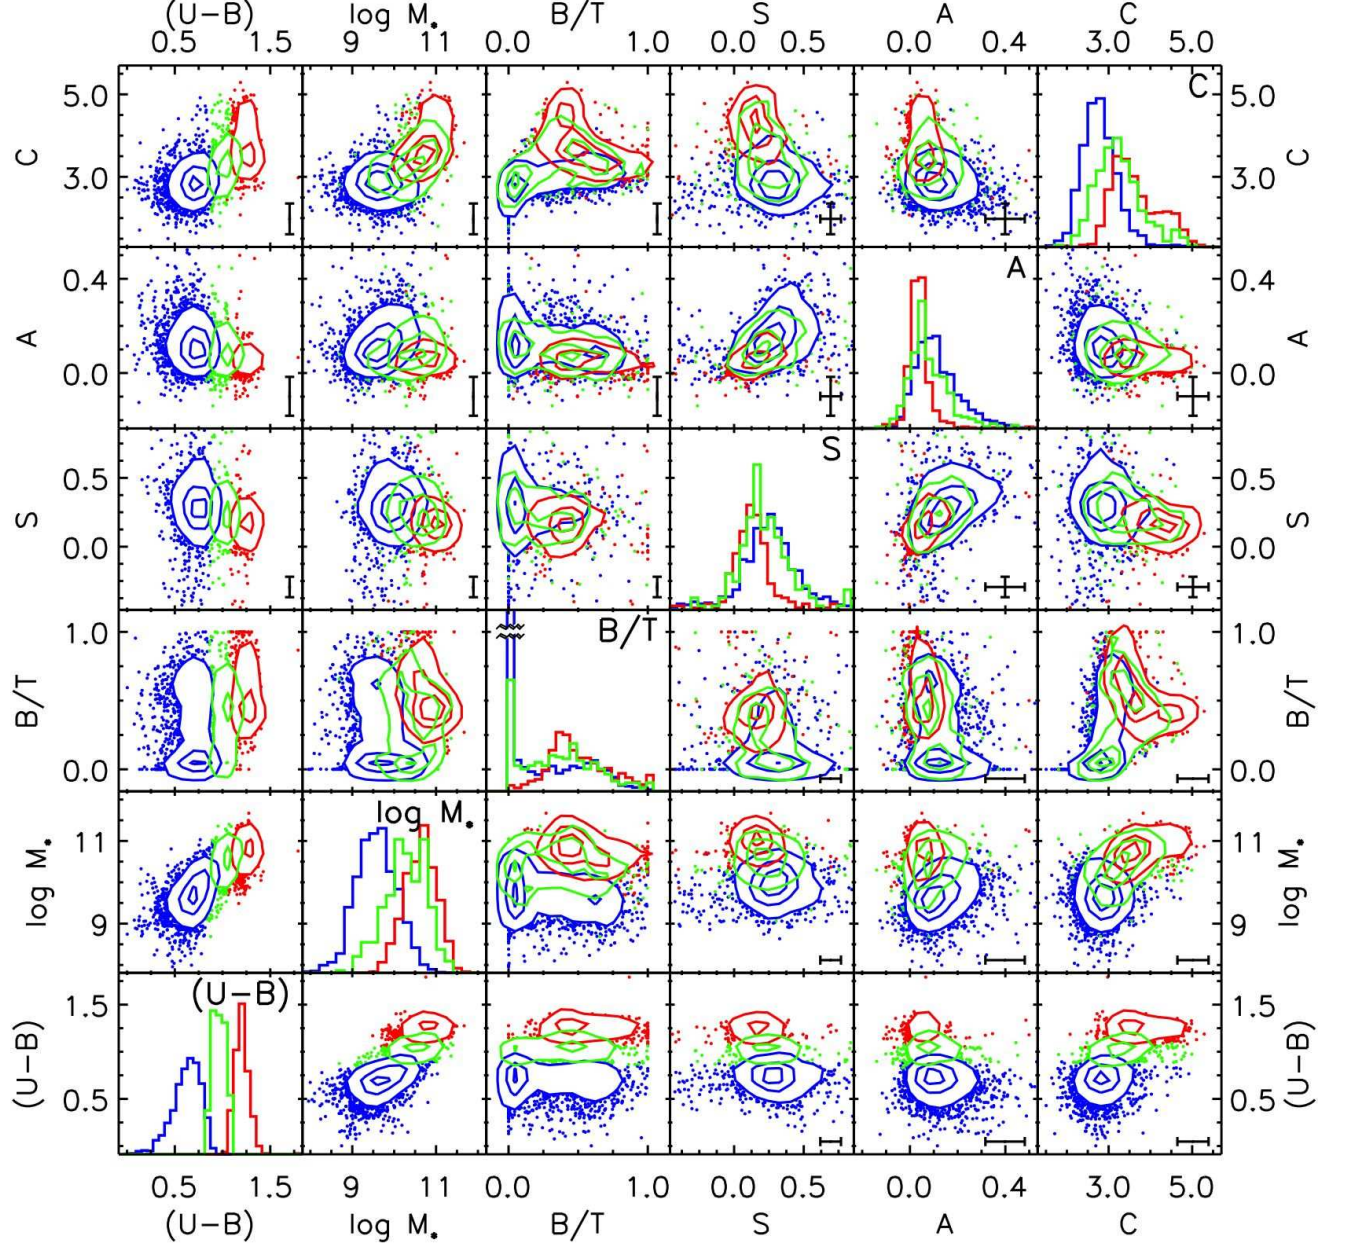 (U−B) log M* B/T S A C
0.5 1.5 9 11 0.0 1.0 0.0 0.5 0.0 0.4 3.0 5.0
C 5.0 C 5.0 C
3.0 3.0
A 0.4 A 0.4 A
0.0 0.0
S 0.5 S 0.5 S
0.0 0.0
B/T 1.0 B/T 1.0 B/T
0.0 0.0
log M* 11 log M* 11 log M*
9 9
(U−B) 1.5 (U−B) 1.5 (U−B)
0.5 0.5
0.5 1.5 9 11 0.0 1.0 0.0 0.5 0.0 0.4 3.0 5.0
(U−B) log M* B/T S A C